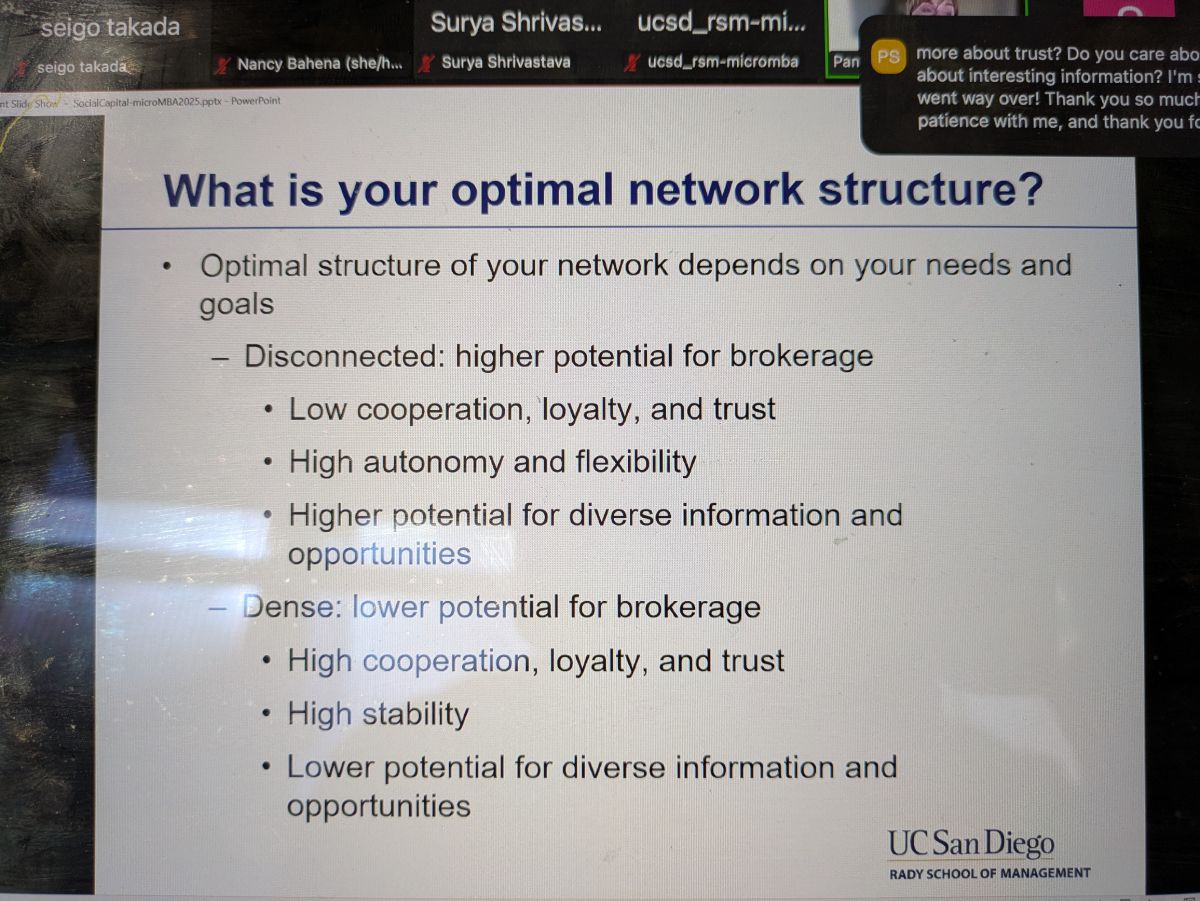 seigo takada
Surya Shrivas...
ucsd_rsm-mi...
seigo takada
Nancy Bahena (she/h...
Surya Shrivastava
ucsd_rsm-micromba
PS
more about trust? Do you care abo
about interesting information? I'm
went way over! Thank you so much
patience with me, and thank you fo
nt Slide Show - SocialCapital-microMBA2025.pptx - PowerPoint
What is your optimal network structure?
• Optimal structure of your network depends on your needs and
goals
– Disconnected: higher potential for brokerage
• Low cooperation, loyalty, and trust
• High autonomy and flexibility
• Higher potential for diverse information and
opportunities
– Dense: lower potential for brokerage
• High cooperation, loyalty, and trust
• High stability
• Lower potential for diverse information and
opportunities
UC San Diego
RADY SCHOOL OF MANAGEMENT